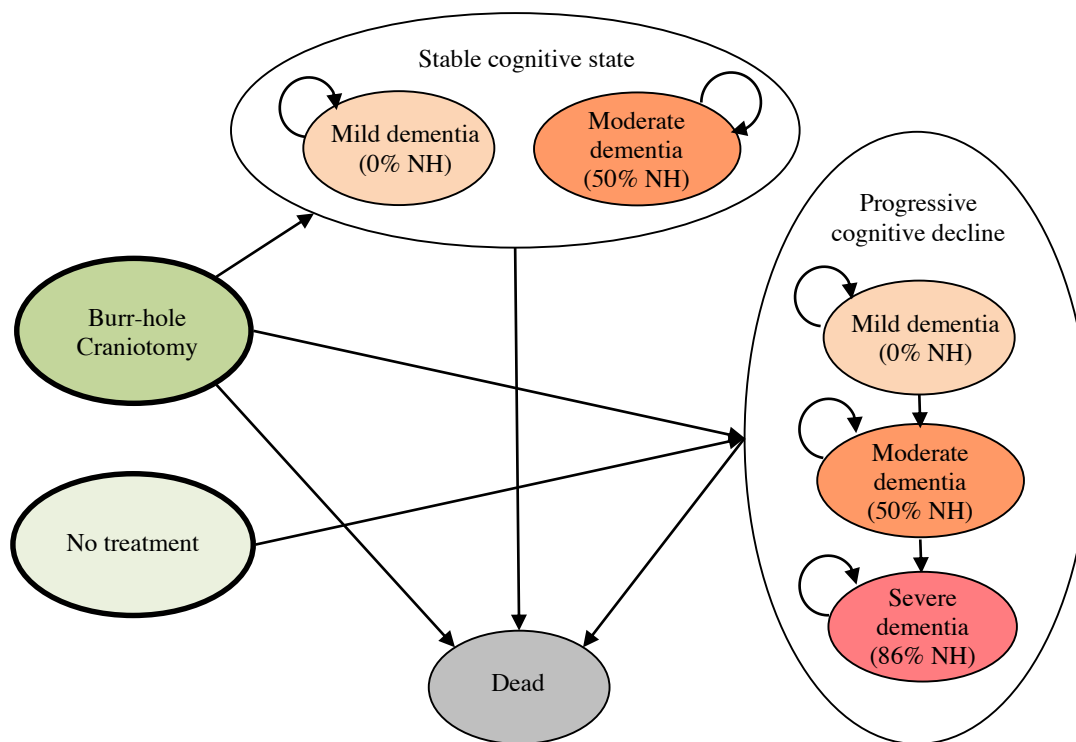 Stable cognitive state
Mild dementia
(0% NH)
Moderate
dementia
(50% NH)
Progressive
cognitive decline
Mild dementia
(0% NH)
Moderate
dementia
(50% NH)
Severe
dementia
(86% NH)
Burr-hole
Craniotomy
No treatment
Dead